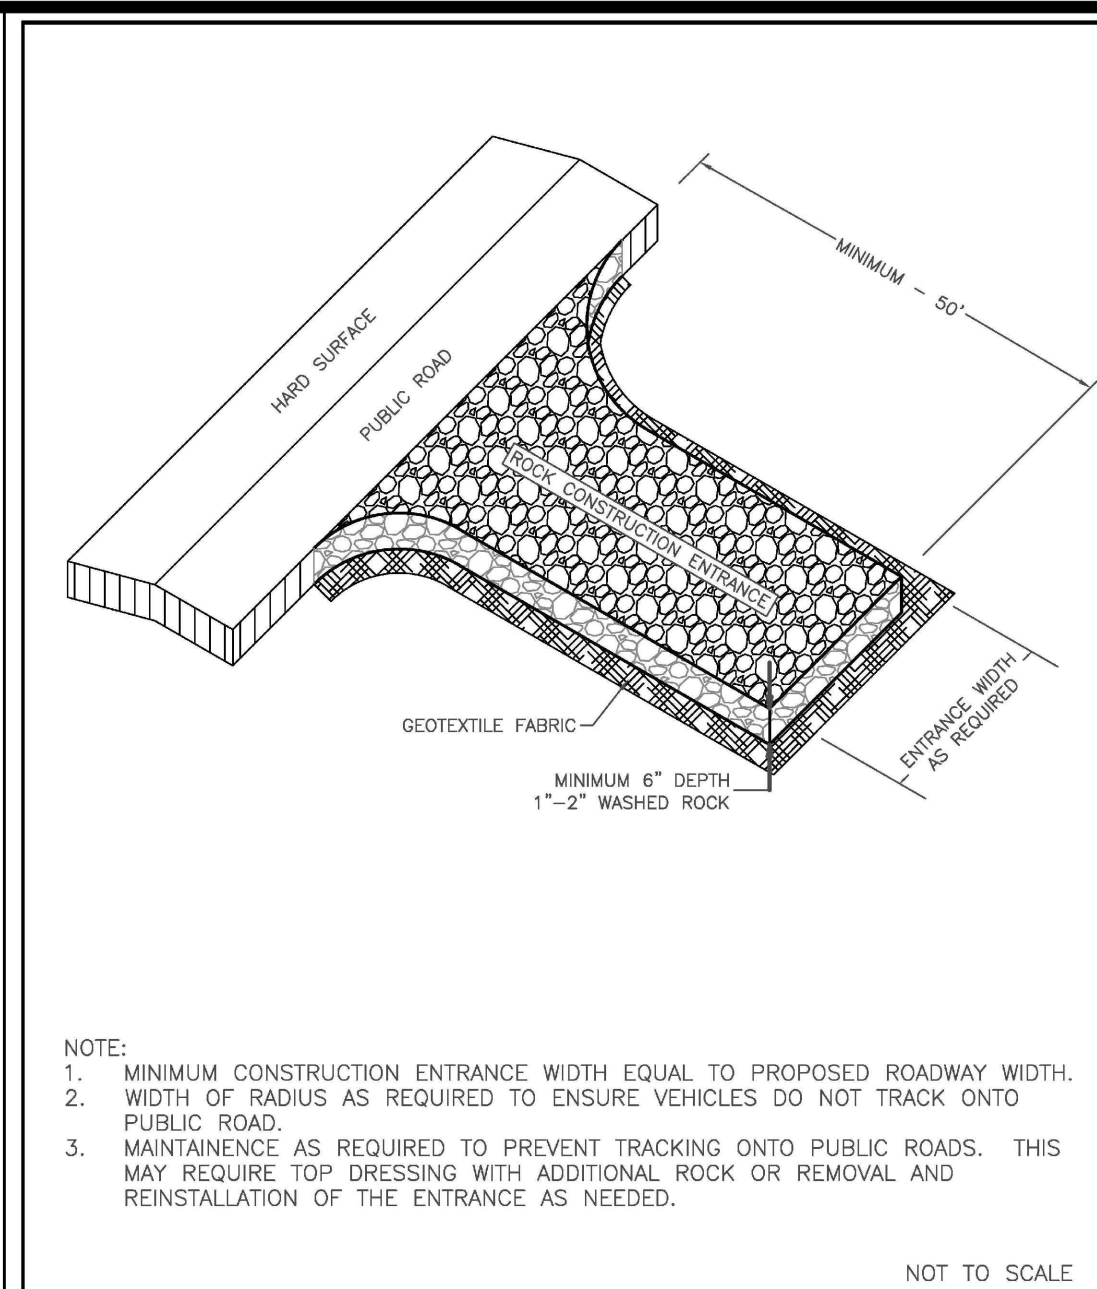 HARD SURFACE
PUBLIC ROAD
MINIMUM - 50'
ROCK CONSTRUCTION ENTRANCE
GEOTEXTILE FABRIC
MINIMUM 6" DEPTH
1"-2" WASHED ROCK
ENTRANCE WIDTH
AS REQUIRED
NOTE:
1. MINIMUM CONSTRUCTION ENTRANCE WIDTH EQUAL TO PROPOSED ROADWAY WIDTH.
2. WIDTH OF RADIUS AS REQUIRED TO ENSURE VEHICLES DO NOT TRACK ONTO
PUBLIC ROAD.
3. MAINTAINENCE AS REQUIRED TO PREVENT TRACKING ONTO PUBLIC ROADS. THIS
MAY REQUIRE TOP DRESSING WITH ADDITIONAL ROCK OR REMOVAL AND
REINSTALLATION OF THE ENTRANCE AS NEEDED.
NOT TO SCALE